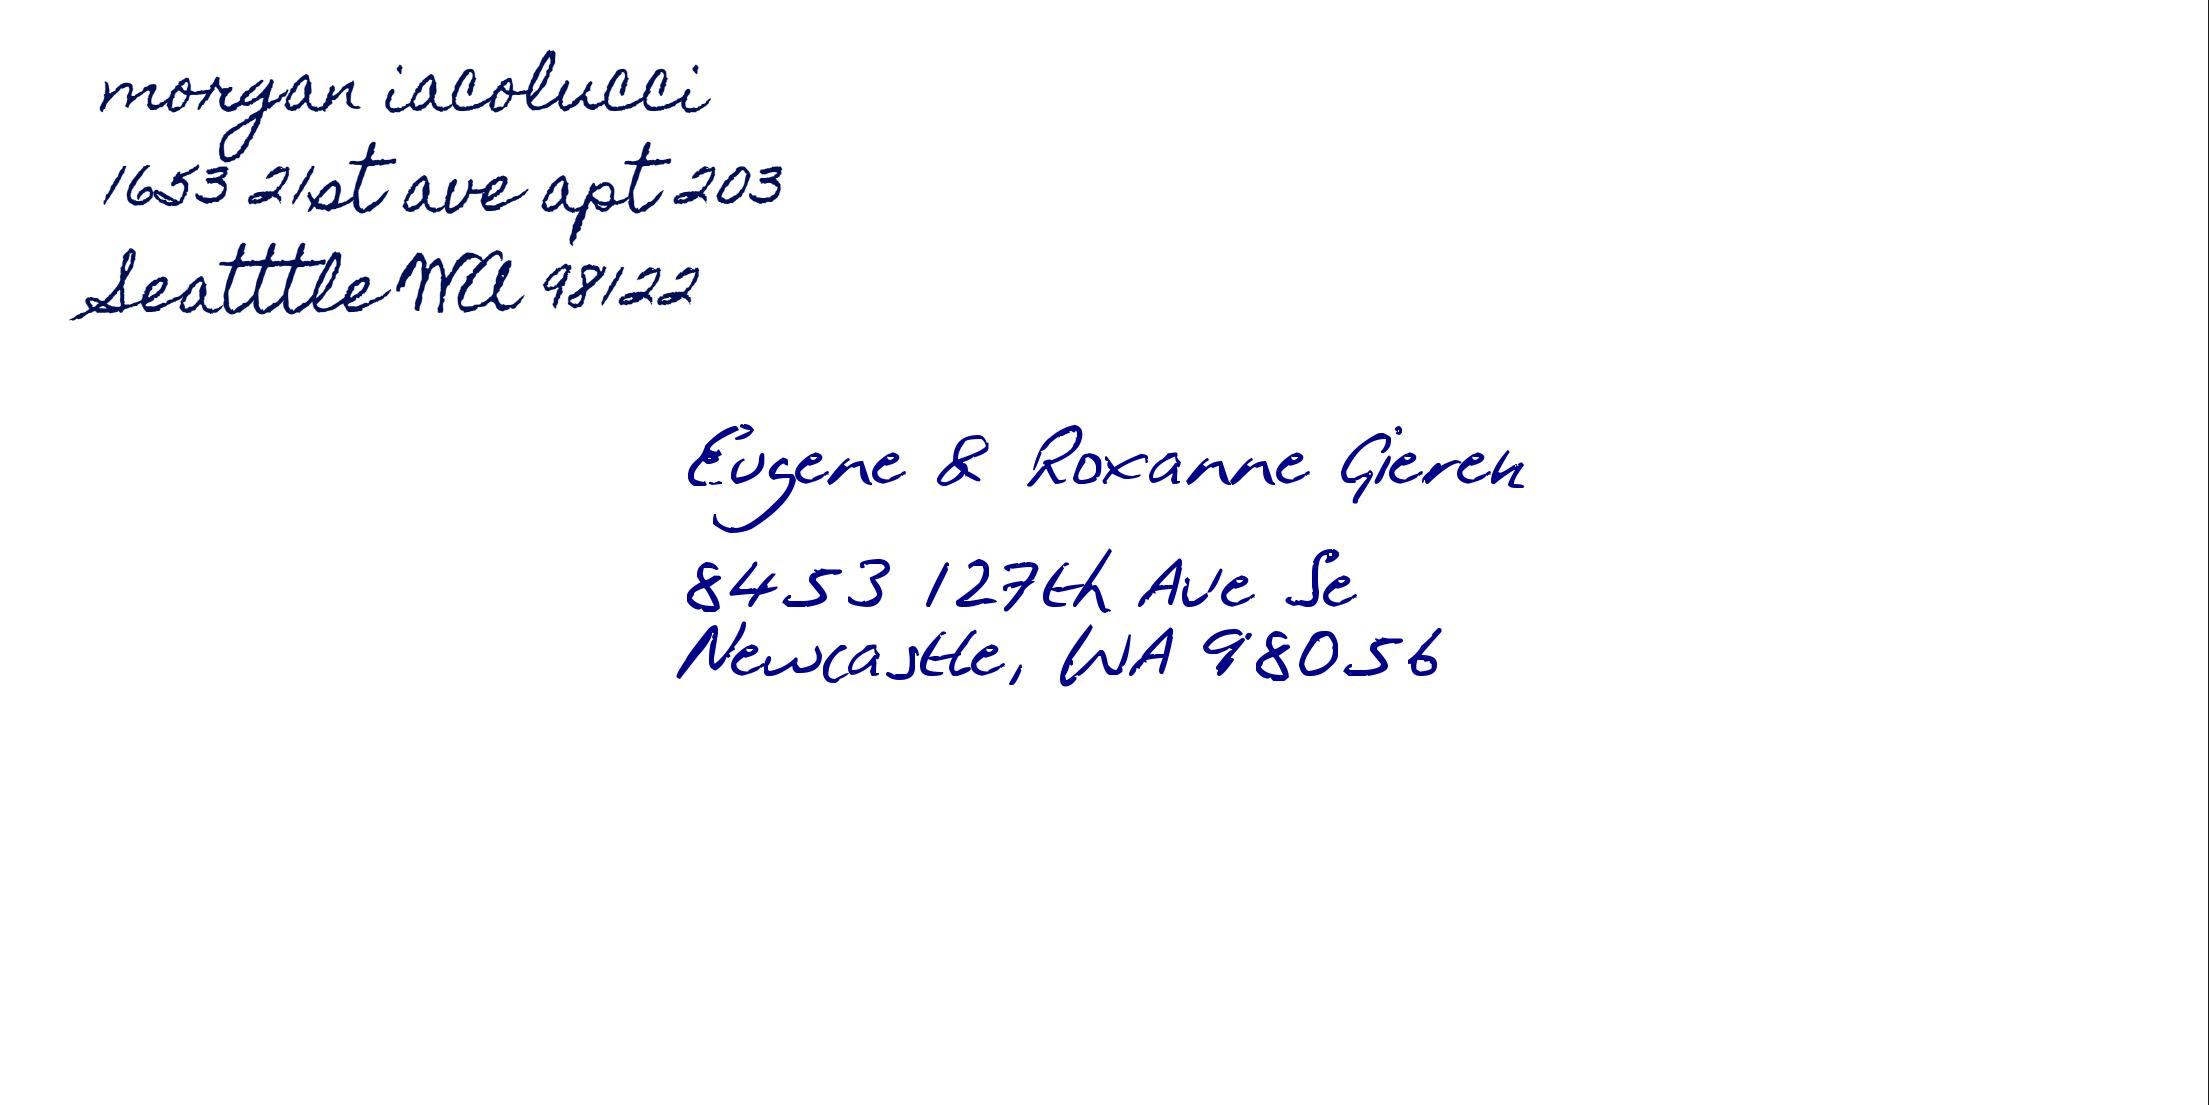 morgan iacolucci
1653 21st ave apt 203
Seatttle WA 98122
Eugene & Roxanne Gieren
8453 127th Ave Se
Newcastle, WA 98056